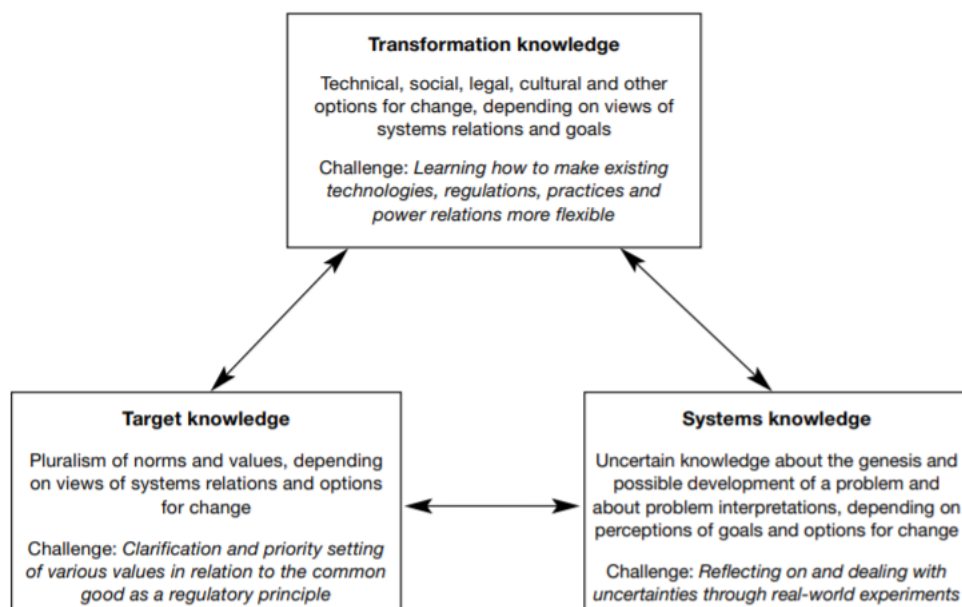 Transformation knowledge
Technical, social, legal, cultural and other
options for change, depending on views of
systems relations and goals
Challenge: Learning how to make existing
technologies, regulations, practices and
power relations more flexible
Target knowledge
Pluralism of norms and values, depending
on views of systems relations and options
for change
Challenge: Clarification and priority setting
of various values in relation to the common
good as a regulatory principle
Systems knowledge
Uncertain knowledge about the genesis and
possible development of a problem and
about problem interpretations, depending on
perceptions of goals and options for change
Challenge: Reflecting on and dealing with
uncertainties through real-world experiments